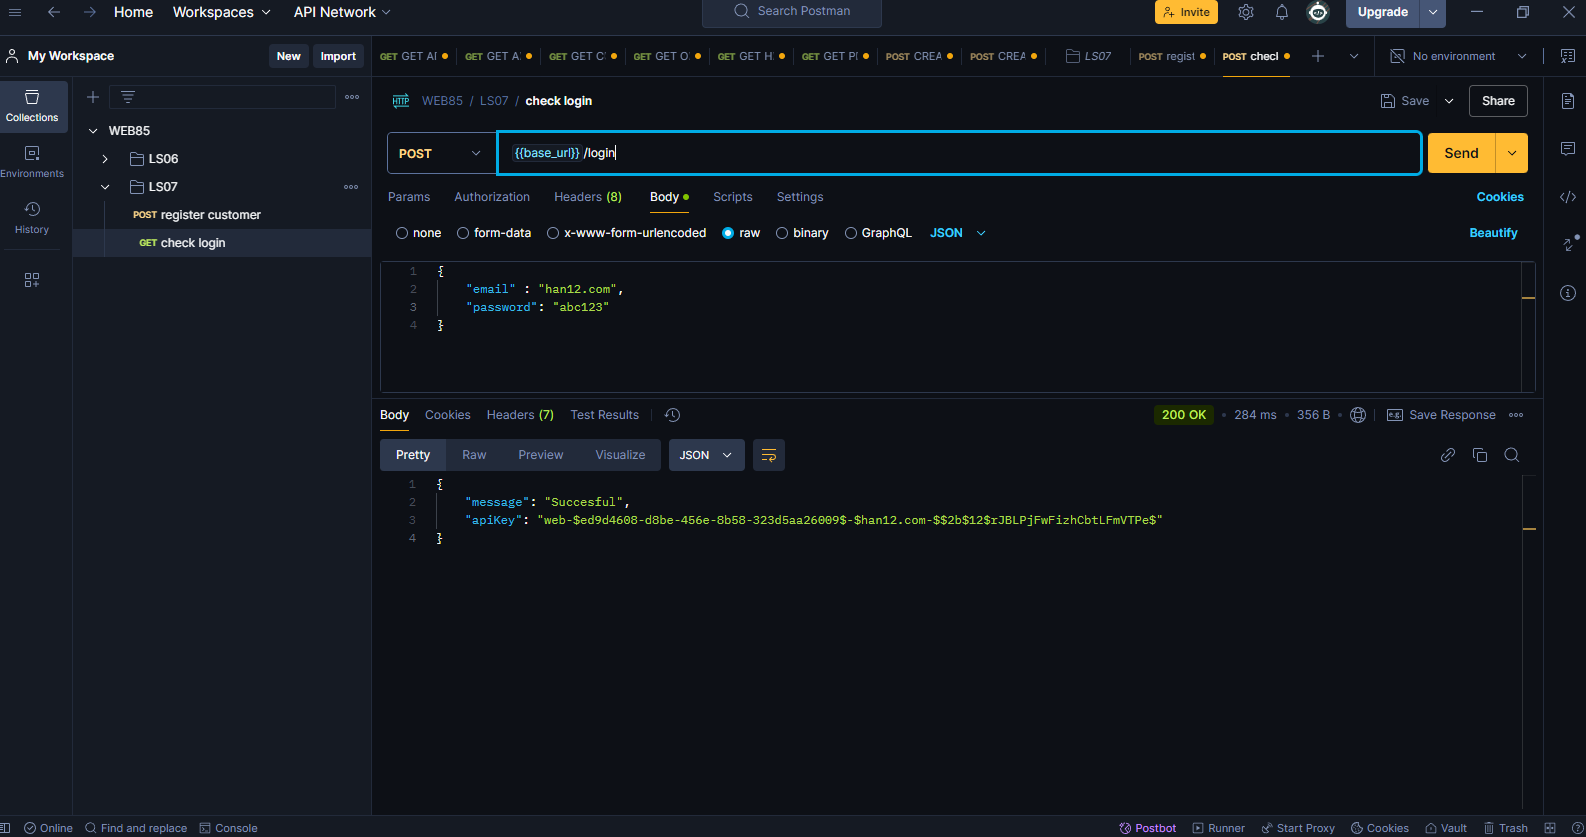 Home Workspaces API Network Search Postman Invite Upgrade
My Workspace New Import GET GET A GET GET A GET GET C GET GET O GET GET H GET GET P POST CREA POST CREA LS07 POST regist POST checl No environment
Collections
Environments
History
WEB85
LS06
LS07
POST register customer
GET check login
WEB85 / LS07 / check login Save Share
POST {{base_url}}/login Send
Params Authorization Headers (8) Body Scripts Settings Cookies
none form-data x-www-form-urlencoded raw binary GraphQL JSON Beautify
1 {
2 "email" : "han12.com",
3 "password": "abc123"
4 }
Body Cookies Headers (7) Test Results 200 OK • 284 ms • 356 B • e.g. Save Response
Pretty Raw Preview Visualize JSON
1 {
2 "message": "Succesful",
3 "apiKey": "web-$ed9d4608-d8be-456e-8b58-323d5aa26009$-$han12.com-$$2b$12$rJBLPjFwFizhCbtLFmVTPe$"
4 }
Online Find and replace Console Postbot Runner Start Proxy Cookies Vault Trash